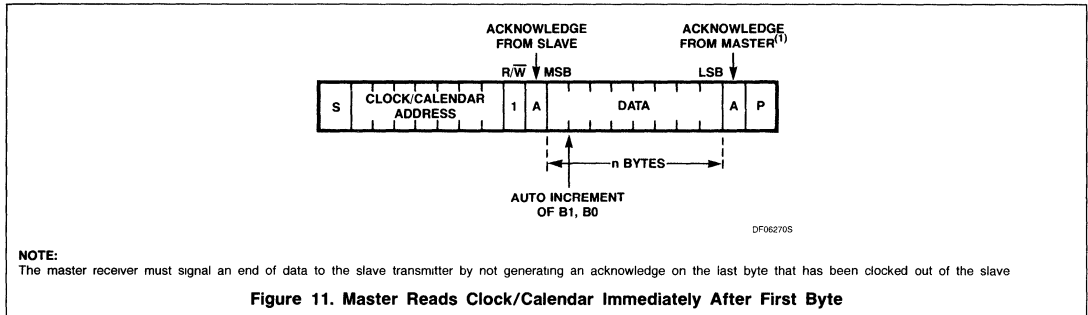 ACKNOWLEDGE
FROM SLAVE
ACKNOWLEDGE
FROM MASTER(1)
R/W̅ MSB
LSB
S
CLOCK/CALENDAR
ADDRESS
1
A
DATA
A
P
n BYTES
AUTO INCREMENT
OF B1, B0
DF06270S
NOTE:
The master receiver must signal an end of data to the slave transmitter by not generating an acknowledge on the last byte that has been clocked out of the slave
Figure 11. Master Reads Clock/Calendar Immediately After First Byte